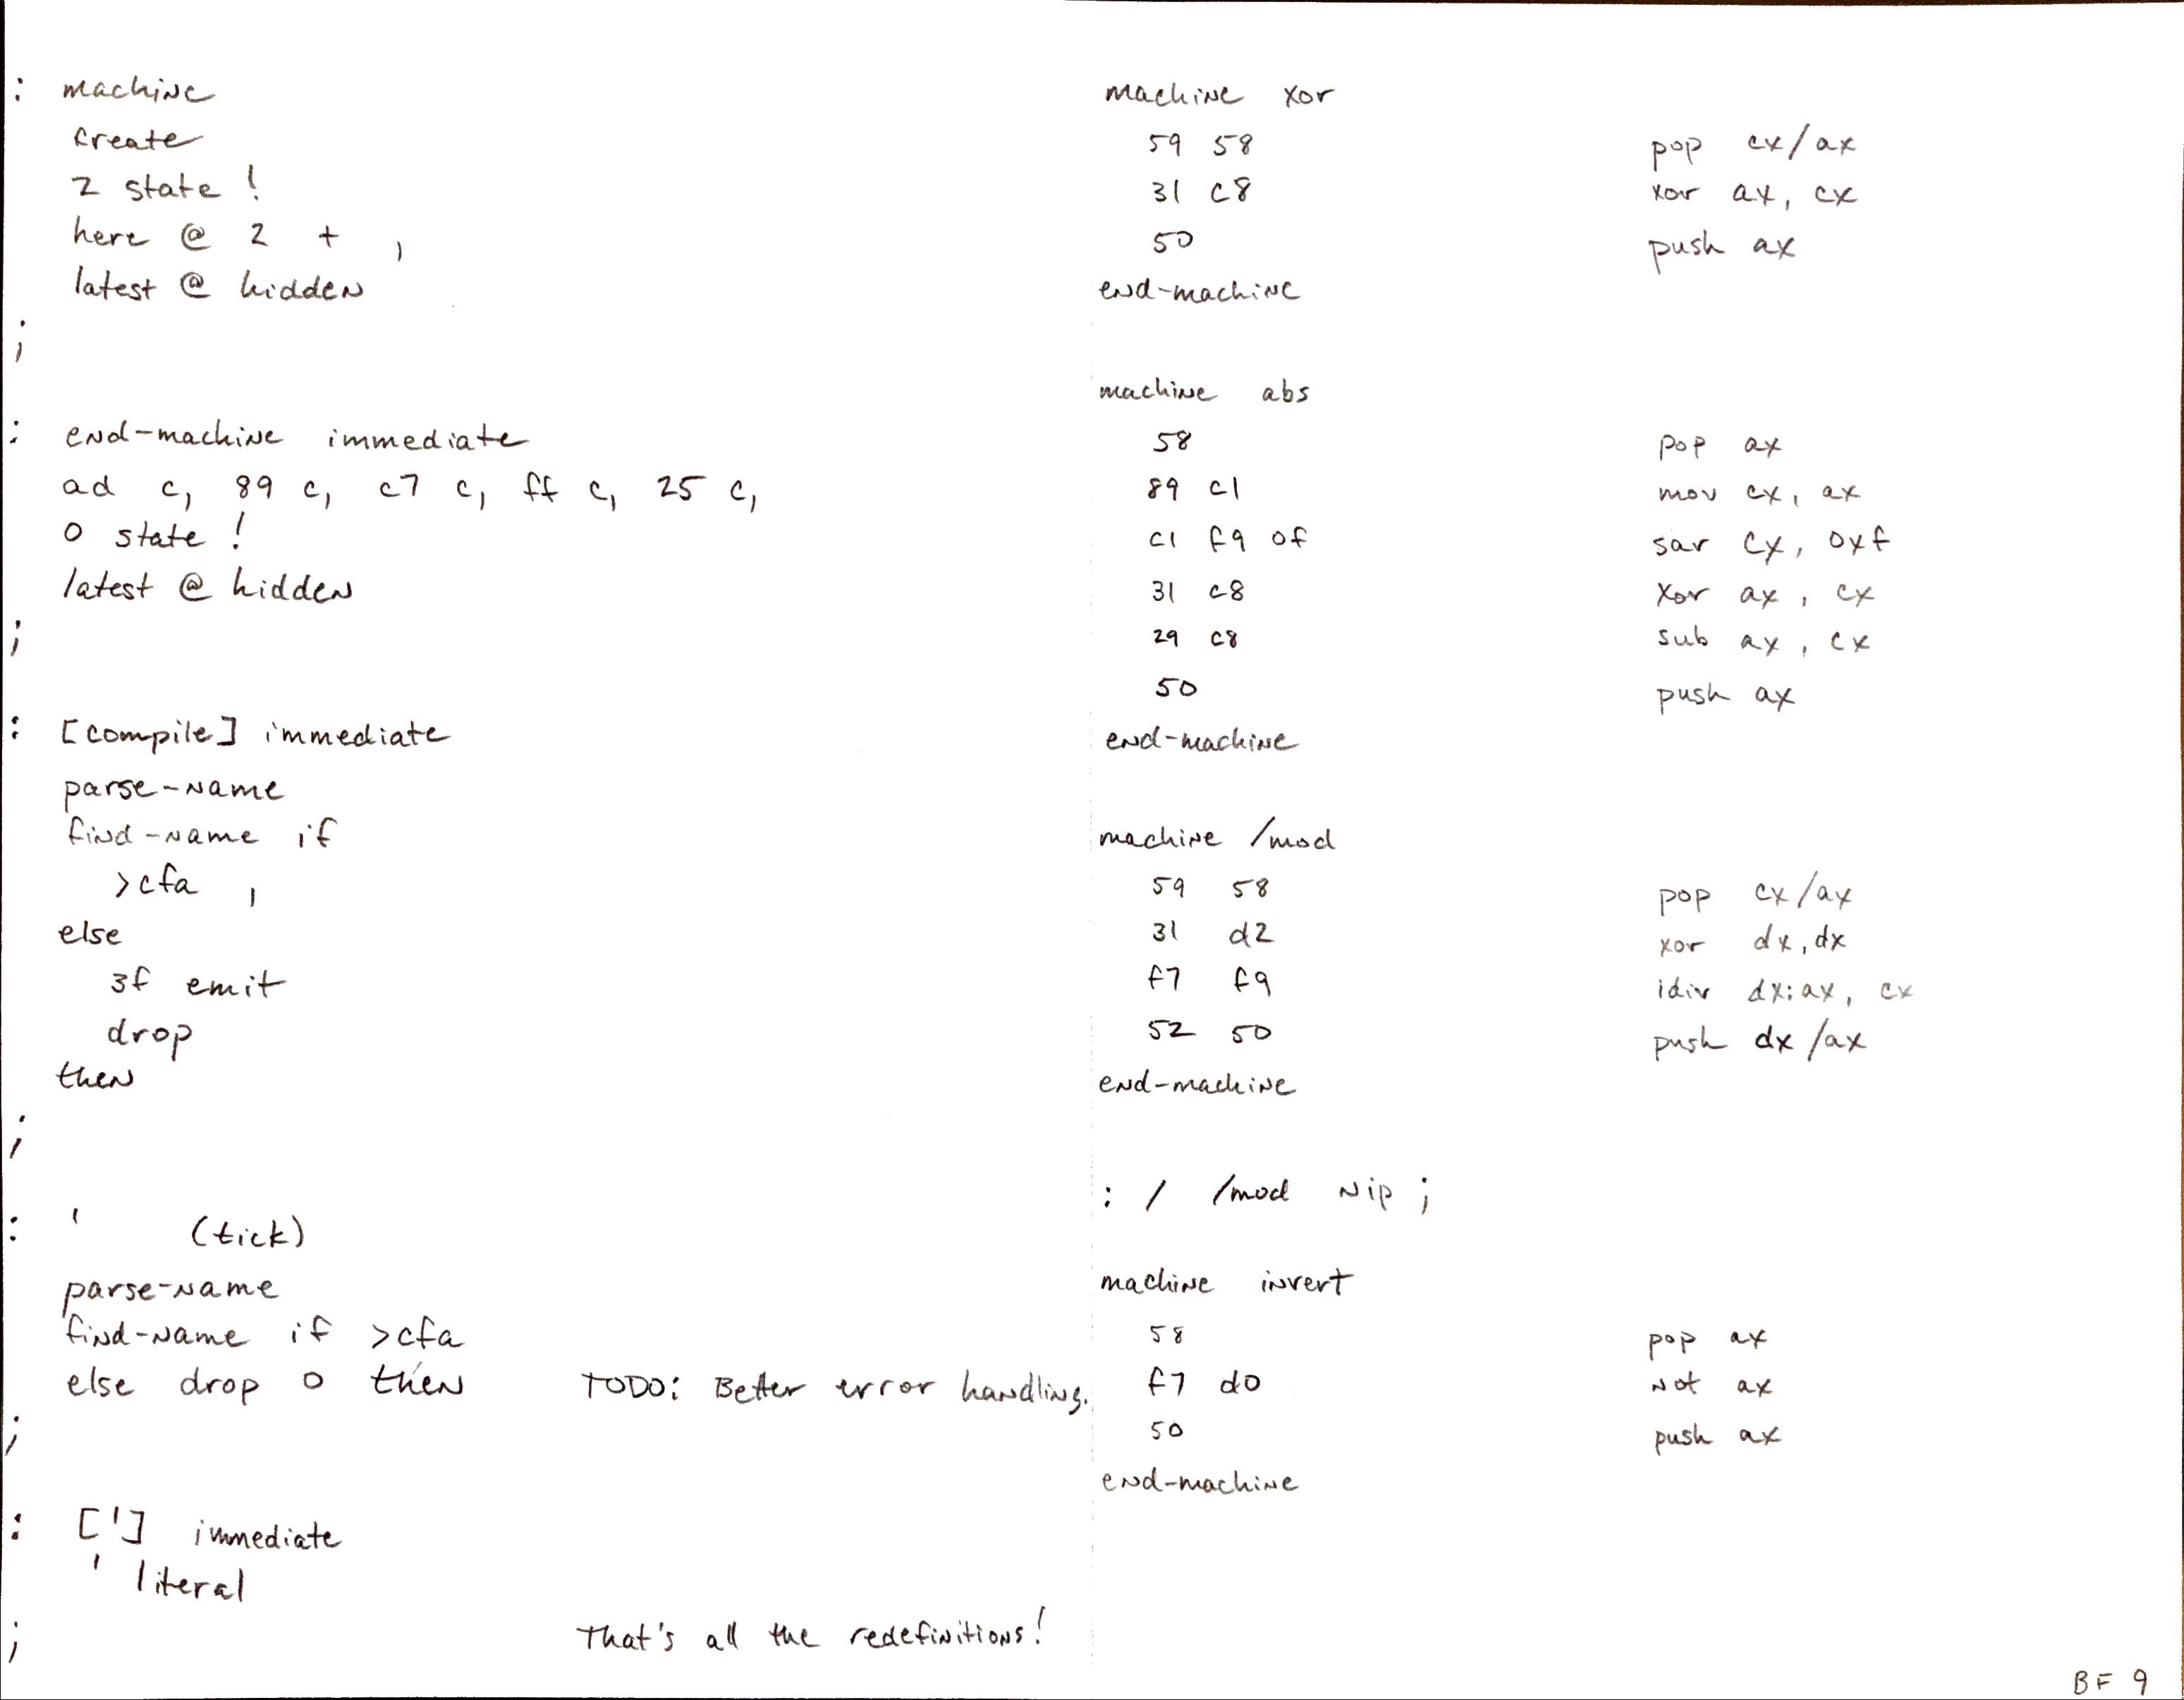 : machine
create
2 state !
here @ 2 + ,
latest @ hidden
;
: end-machine immediate
ad c, 89 c, c7 c, ff c, 25 c,
0 state !
latest @ hidden
;
: [compile] immediate
parse-name
find-name if
>cfa ,
else
3f emit
drop
then
;
: ' (tick)
parse-name
find-name if >cfa
else drop 0 then TODO: Better error handling.
;
: ['] immediate
' literal
;
That's all the redefinitions!
machine xor
59 58 pop cx/ax
31 c8 xor ax, cx
50 push ax
end-machine
machine abs
58 pop ax
89 c1 mov cx, ax
c1 f9 0f sar cx, 0xf
31 c8 xor ax, cx
29 c8 sub ax, cx
50 push ax
end-machine
machine /mod
59 58 pop cx/ax
31 d2 xor dx, dx
f7 f9 idiv dx:ax, cx
52 50 push dx/ax
end-machine
: / /mod nip ;
machine invert
58 pop ax
f7 d0 not ax
50 push ax
end-machine
BF 9